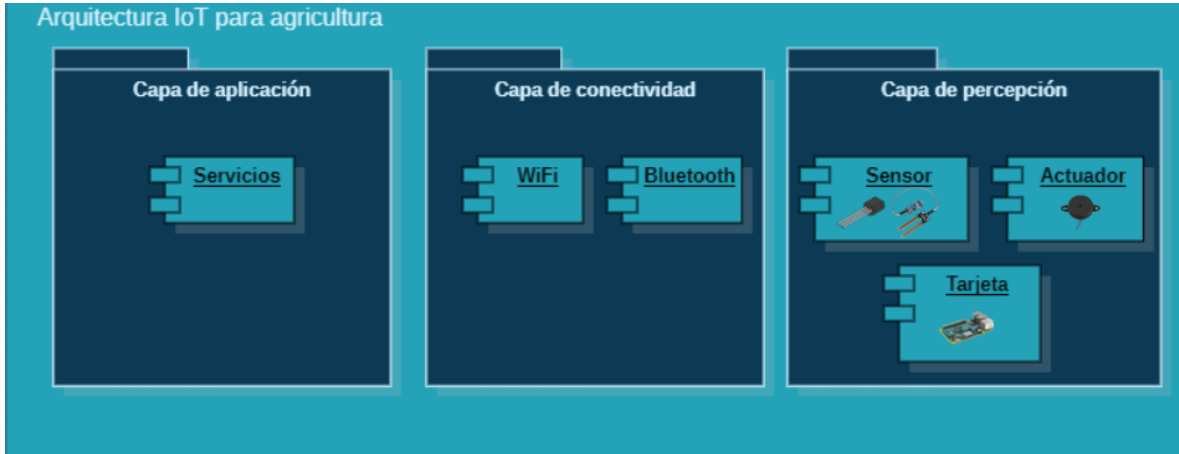 Arquitectura IoT para agricultura
Capa de aplicación
Servicios
Capa de conectividad
WiFi
Bluetooth
Capa de percepción
Sensor
Actuador
Tarjeta